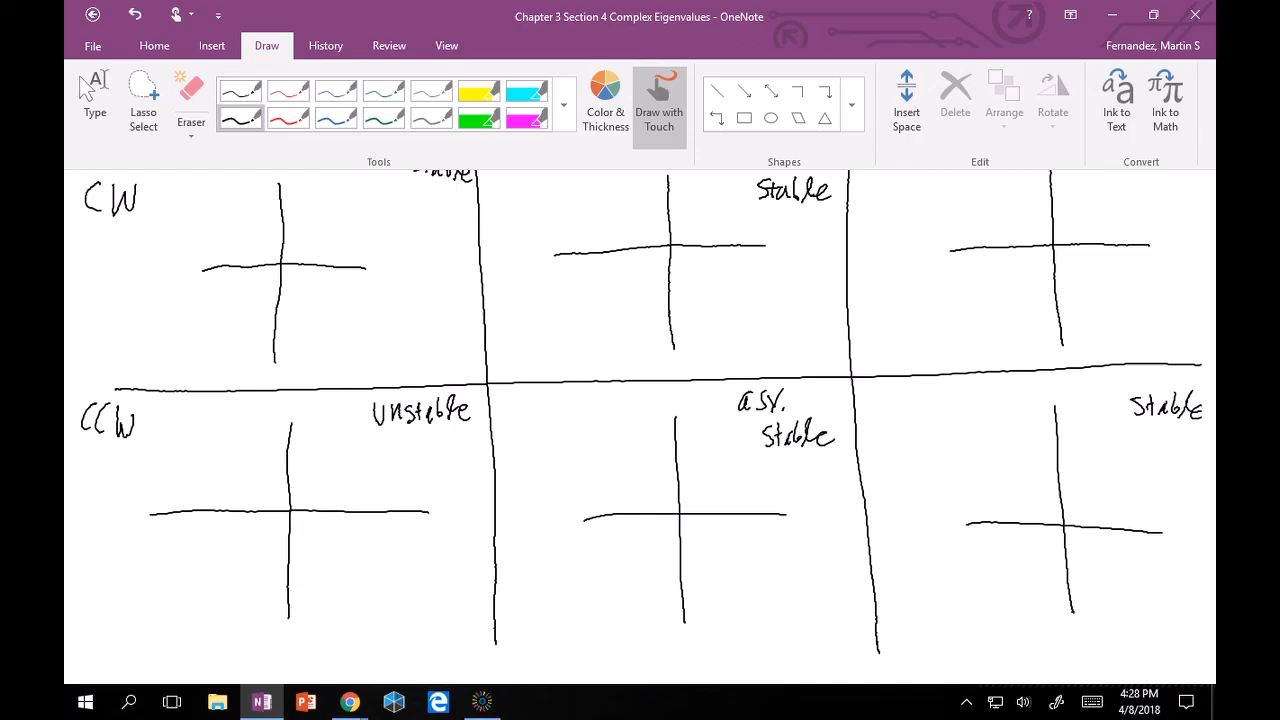 Chapter 3 Section 4 Complex Eigenvalues - OneNote
?
File
Home
Insert
Draw
History
Review
View
Fernandez, Martin S
Type
Lasso
Select
Eraser
Color &
Thickness
Draw with
Touch
Insert
Space
Delete
Arrange
Rotate
Ink to
Text
Ink to
Math
Tools
Shapes
Edit
Convert
CW
stable
CCW
unstable
asy.
stable
stable
4:28 PM
4/8/2018